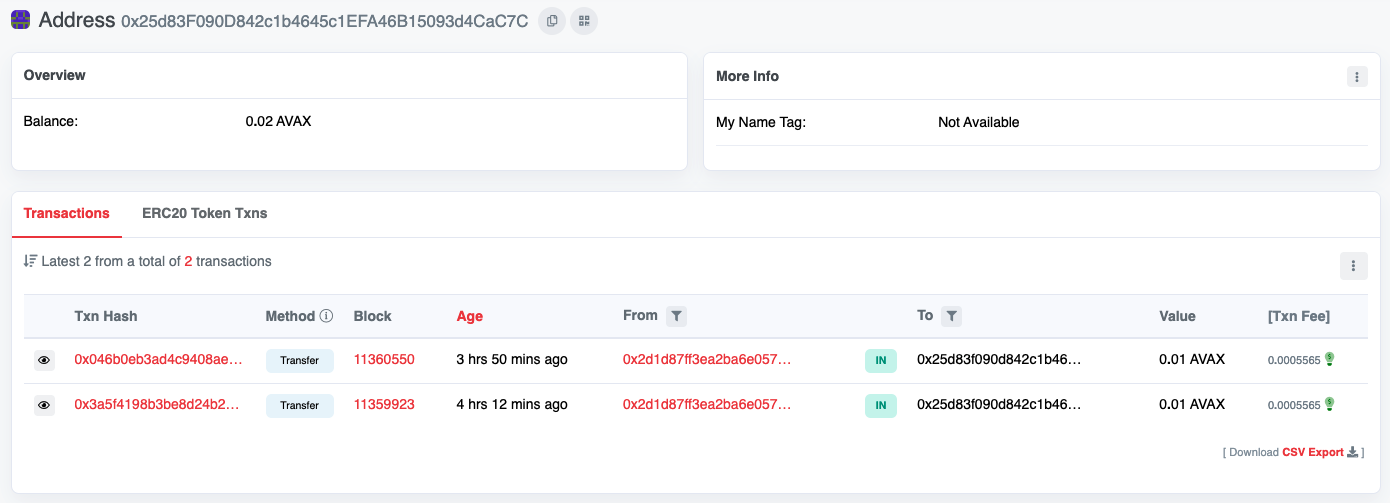 Address 0x25d83F090D842c1b4645c1EFA46B15093d4CaC7C
Overview
Balance: 0.02 AVAX
More Info
My Name Tag: Not Available
Transactions ERC20 Token Txns
Latest 2 from a total of 2 transactions
Txn Hash Method Block Age From To Value [Txn Fee]
0x046b0eb3ad4c9408ae... Transfer 11360550 3 hrs 50 mins ago 0x2d1d87ff3ea2ba6e057... IN 0x25d83f090d842c1b46... 0.01 AVAX 0.0005565
0x3a5f4198b3be8d24b2... Transfer 11359923 4 hrs 12 mins ago 0x2d1d87ff3ea2ba6e057... IN 0x25d83f090d842c1b46... 0.01 AVAX 0.0005565
[ Download CSV Export ]